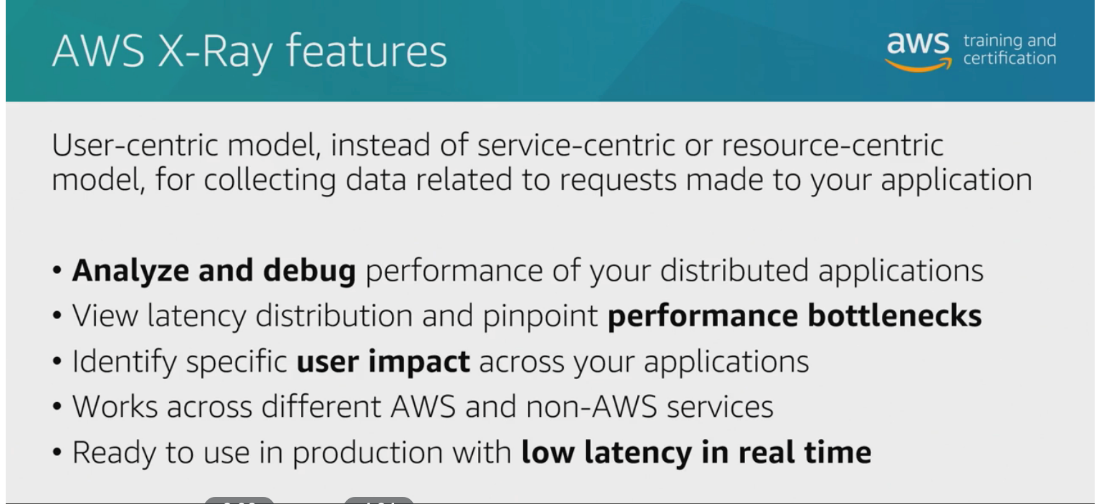 AWS X-Ray features
aws training and
certification
User-centric model, instead of service-centric or resource-centric
model, for collecting data related to requests made to your application
• Analyze and debug performance of your distributed applications
• View latency distribution and pinpoint performance bottlenecks
• Identify specific user impact across your applications
• Works across different AWS and non-AWS services
• Ready to use in production with low latency in real time